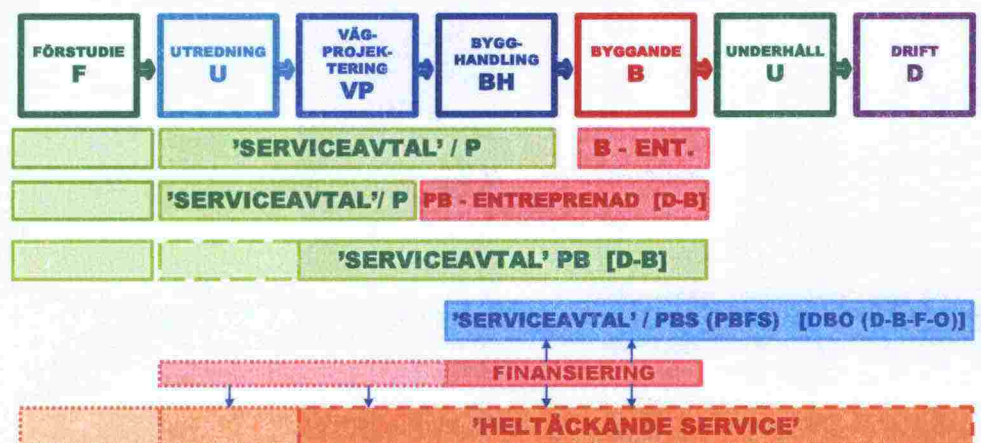 FÖRSTUDIE
F
UTREDNING
U
VÄG-
PROJEK-
TERING
VP
BYGG-
HANDLING
BH
BYGGANDE
B
UNDERHÅLL
U
DRIFT
D
'SERVICEAVTAL' / P
B - ENT.
'SERVICEAVTAL'/ P
PB - ENTREPRENAD [D-B]
'SERVICEAVTAL' PB [D-B]
'SERVICEAVTAL' / PBS (PBFS) [DBO (D-B-F-O)]
FINANSIERING
'HELTÄCKANDE SERVICE'